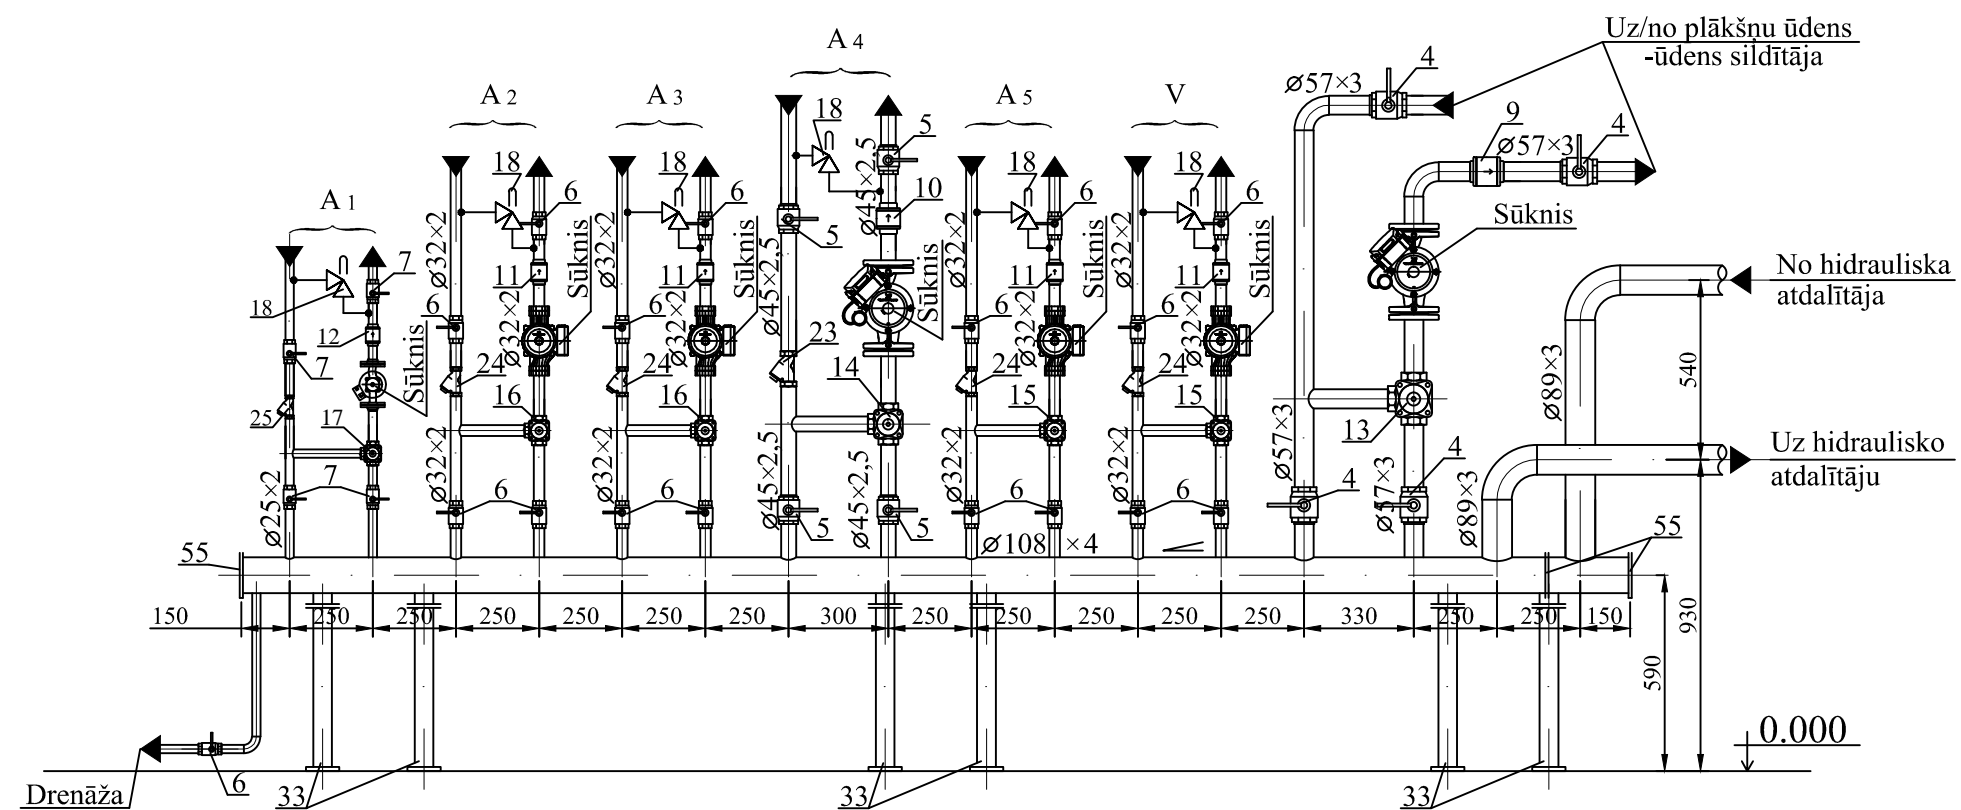 Uz/no plākšņu ūdens
-ūdens sildītāja
A 4
4
Ø57×3
A 2
A 3
A 5
V
18
5
9
4
Ø57×3
18
6
18
6
Ø45×2,5
18
6
18
6
A 1
10
Sūknis
Ø32×2
Sūknis
Ø32×2
Sūknis
5
Ø32×2
Sūknis
Ø32×2
Sūknis
7
11
11
11
11
No hidrauliska
atdalītāja
18
12
6
Ø32×2
6
Ø32×2
Ø45×2,5
Sūknis
6
Ø32×2
6
Ø32×2
7
Sūknis
24
24
23
14
24
24
Ø89×3
540
25
17
16
16
15
15
13
Uz hidraulisko
atdalītāju
Ø25×2
7
Ø32×2
6
Ø32×2
6
Ø45×2,5
5
Ø45×2,5
5
Ø32×2
6
Ø32×2
6
Ø57×3
4
Ø57×3
4
Ø89×3
55
Ø108 ×4
55
150
250
250
250
250
250
250
300
250
250
250
250
250
330
250
250
150
590
930
0.000
6
Drenāža
33
33
33